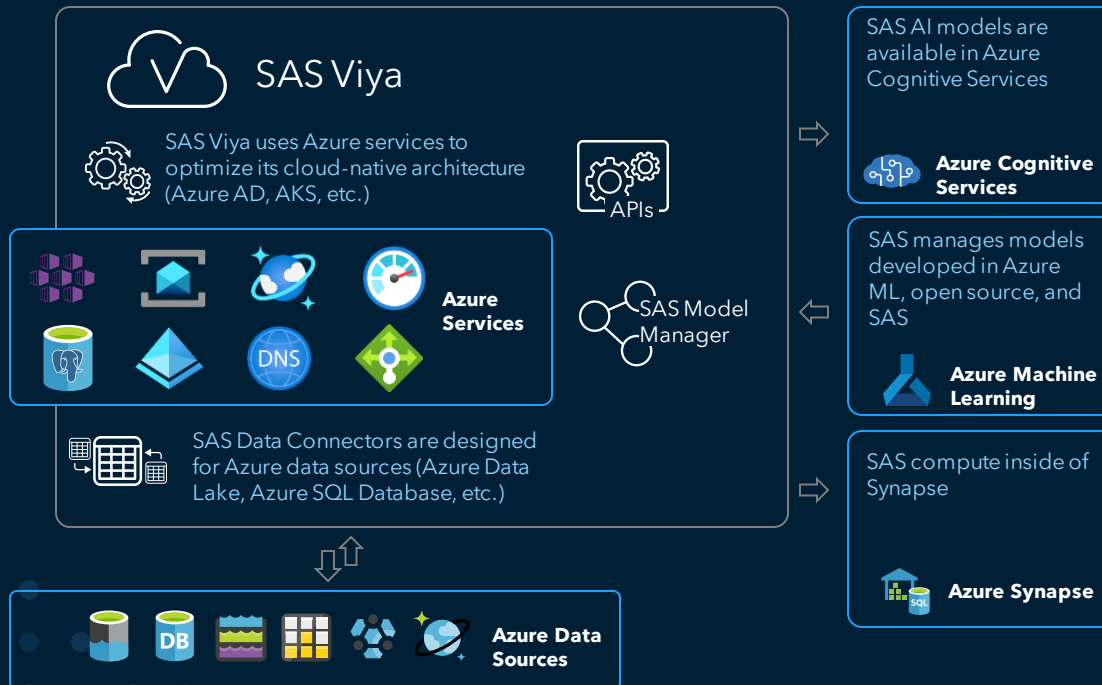 SAS Viya
SAS Viya uses Azure services to
optimize its cloud-native architecture
(Azure AD, AKS, etc.)
APIs
Azure
Services
DNS
SAS Model
Manager
SAS Data Connectors are designed
for Azure data sources (Azure Data
Lake, Azure SQL Database, etc.)
DB
Azure Data
Sources
SAS AI models are
available in Azure
Cognitive Services
Azure Cognitive
Services
SAS manages models
developed in Azure
ML, open source, and
SAS
Azure Machine
Learning
SAS compute inside of
Synapse
SQL
Azure Synapse